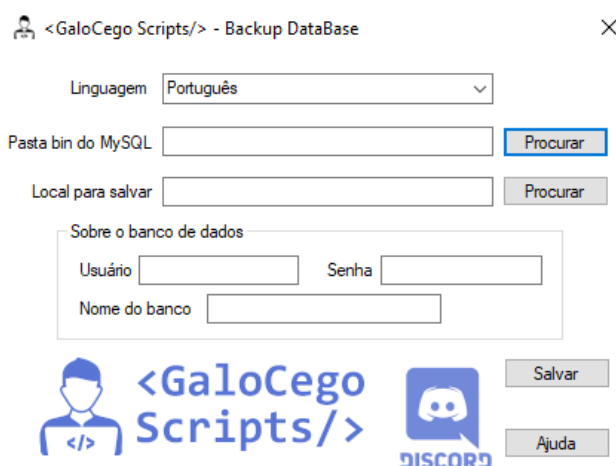 <GaloCego Scripts/> - Backup DataBase
Linguagem Português
Pasta bin do MySQL Procurar
Local para salvar Procurar
Sobre o banco de dados
Usuário Senha
Nome do banco
<GaloCego
Scripts/>
</>
DISCORD
Salvar
Ajuda